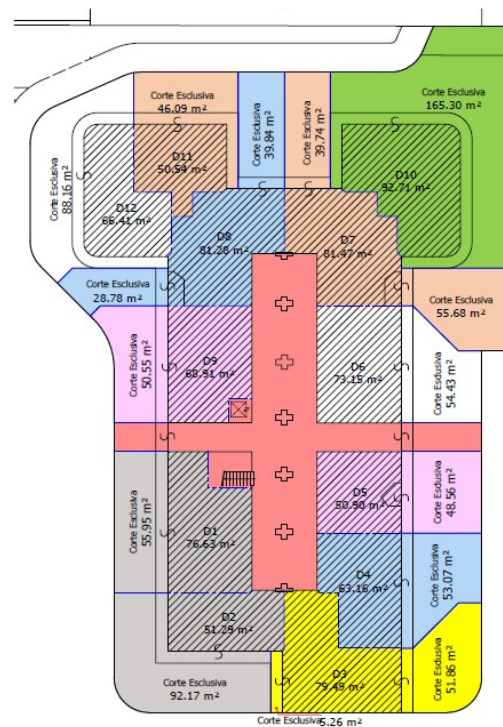 Corte Esclusiva
46.09 m²
Corte Esclusiva
39.84 m²
Corte Esclusiva
39.74 m²
Corte Esclusiva
165.30 m²
D11
50.54 m²
D10
92.71 m²
Corte Esclusiva
88.16 m²
D12
66.41 m²
D8
81.28 m²
D7
81.47 m²
Corte Esclusiva
28.78 m²
Corte Esclusiva
55.68 m²
Corte Esclusiva
50.55 m²
D9
68.91 m²
D6
73.15 m²
Corte Esclusiva
54.43 m²
Corte Esclusiva
55.95 m²
D1
76.63 m²
D5
50.90 m²
Corte Esclusiva
48.56 m²
D4
63.16 m²
Corte Esclusiva
53.07 m²
D2
51.29 m²
D3
79.49 m²
Corte Esclusiva
51.86 m²
Corte Esclusiva
92.17 m²
Corte Esclusiva 5.26 m²